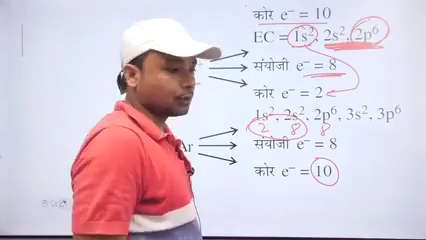 कोर e⁻ = 10
EC = 1s², 2s², 2p⁶
संयोजी e⁻ = 8
कोर e⁻ = 2
1s², 2s², 2p⁶, 3s², 3p⁶
2 8 8
Ar
संयोजी e⁻ = 8
कोर e⁻ = 10